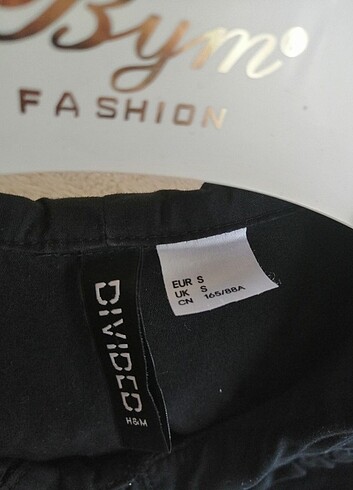 Bym
FASHION
EUR S
UK S
CN 165/88A
DIVIDED
H&M